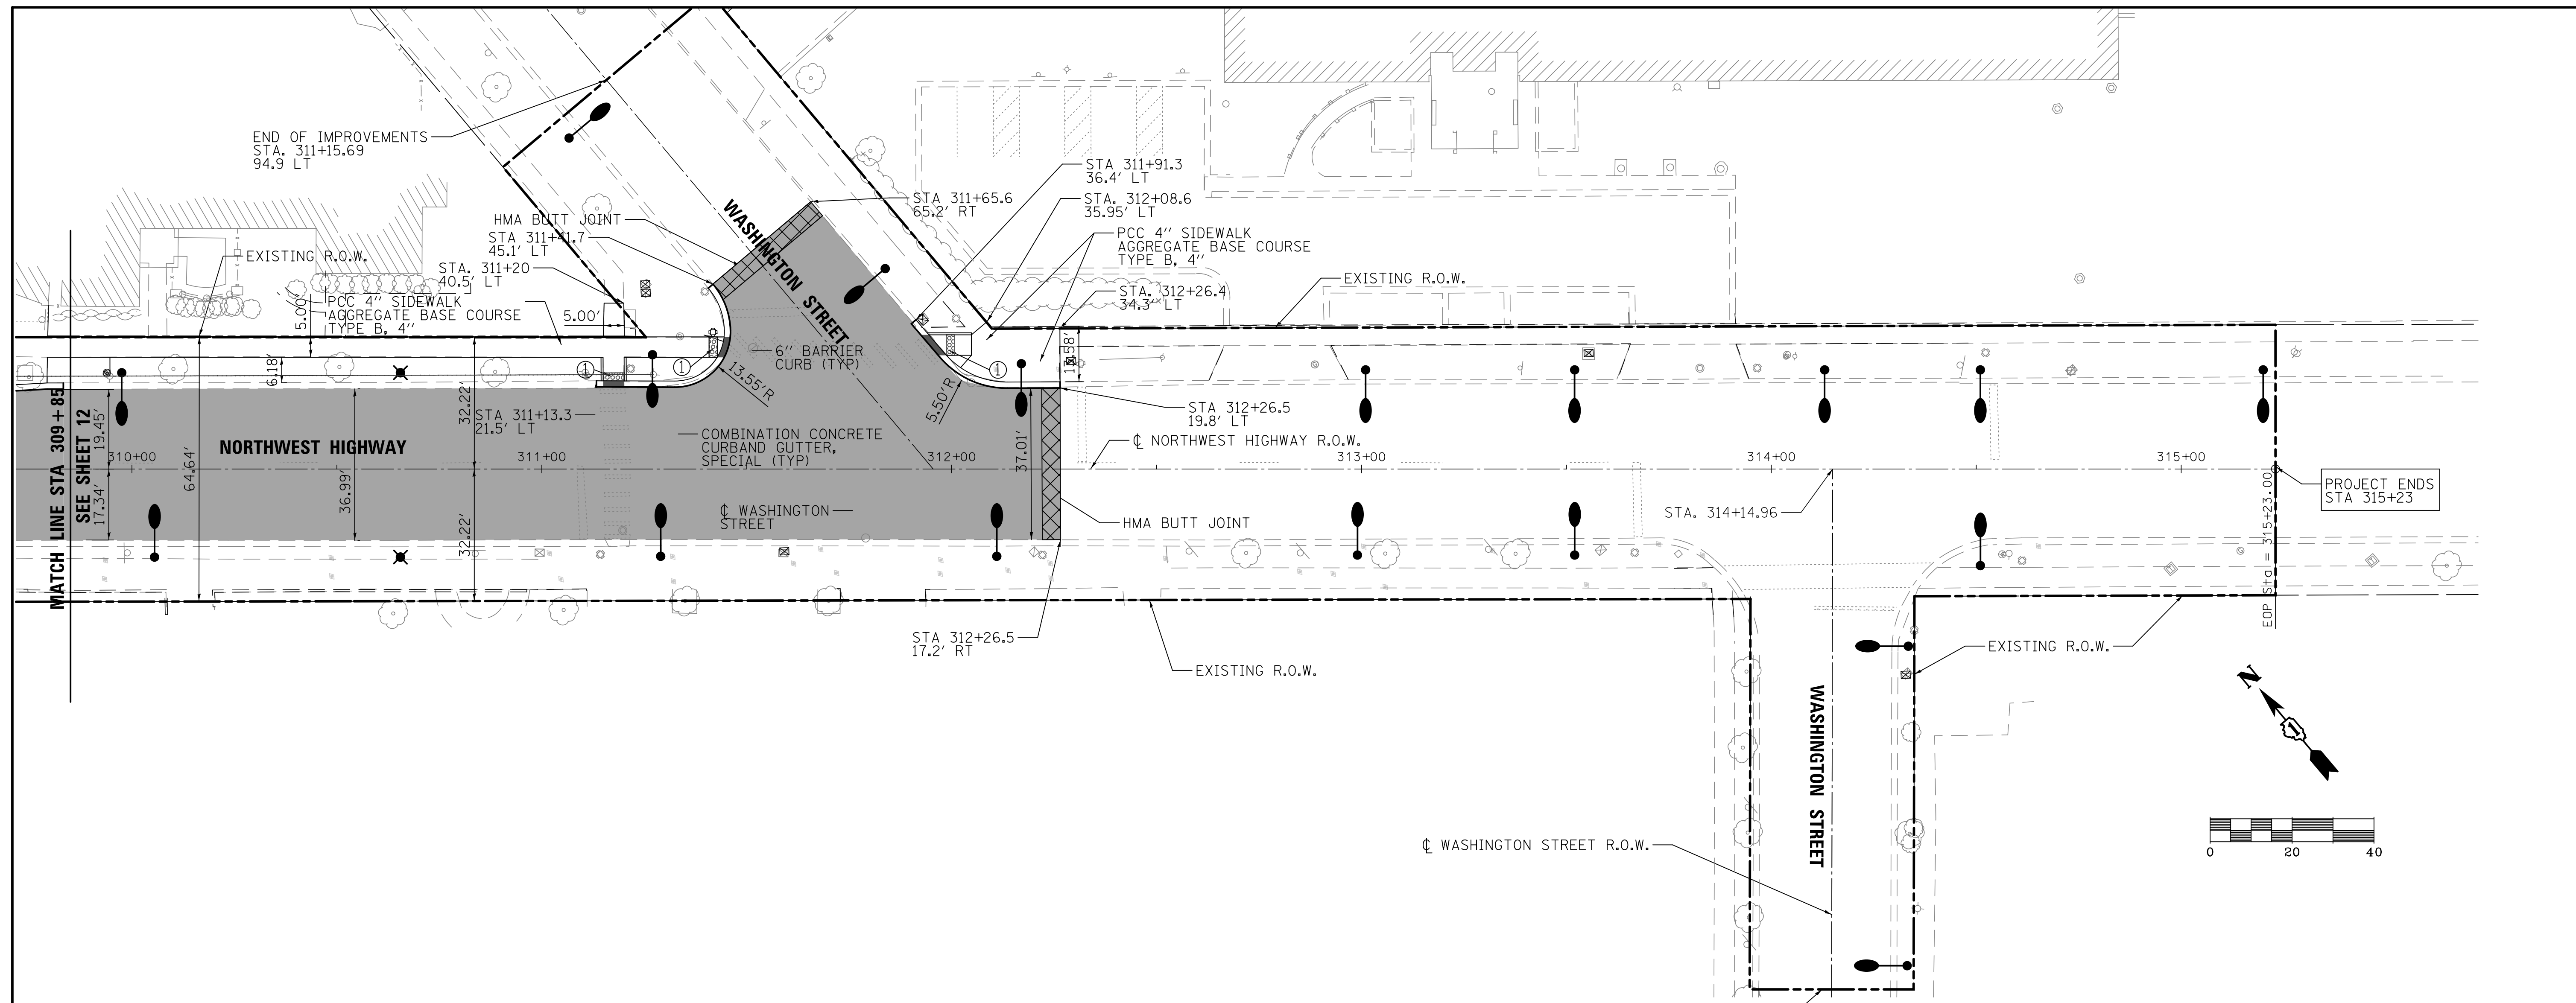 END OF IMPROVEMENTS
STA. 311+15.69
94.9 LT
HMA BUTT JOINT
STA 311+41.7
45.1' LT
EXISTING R.O.W.
STA. 311+20
40.5' LT
5.00'
PCC 4" SIDEWALK
AGGREGATE BASE COURSE
TYPE B, 4"
5.00'
WASHINGTON STREET
STA 311+65.6
65.2' RT
STA 311+91.3
36.4' LT
STA. 312+08.6
35.95' LT
PCC 4" SIDEWALK
AGGREGATE BASE COURSE
TYPE B, 4"
STA. 312+26.4
34.3' LT
EXISTING R.O.W.
6" BARRIER
CURB (TYP)
13.55'R
5.50'R
13.58'
6.18'
1
1
1
MATCH LINE STA 309+85
SEE SHEET 12
19.45'
17.34'
64.64'
36.99'
32.22'
32.22'
37.01'
STA 311+13.3
21.5' LT
STA 312+26.5
19.8' LT
NORTHWEST HIGHWAY
COMBINATION CONCRETE
CURBAND GUTTER,
SPECIAL (TYP)
℄ NORTHWEST HIGHWAY R.O.W.
310+00
311+00
312+00
313+00
314+00
315+00
℄ WASHINGTON
STREET
HMA BUTT JOINT
STA. 314+14.96
PROJECT ENDS
STA 315+23
EOP Sta = 315+23.00
STA 312+26.5
17.2' RT
EXISTING R.O.W.
EXISTING R.O.W.
WASHINGTON STREET
℄ WASHINGTON STREET R.O.W.
N
1
0
20
40